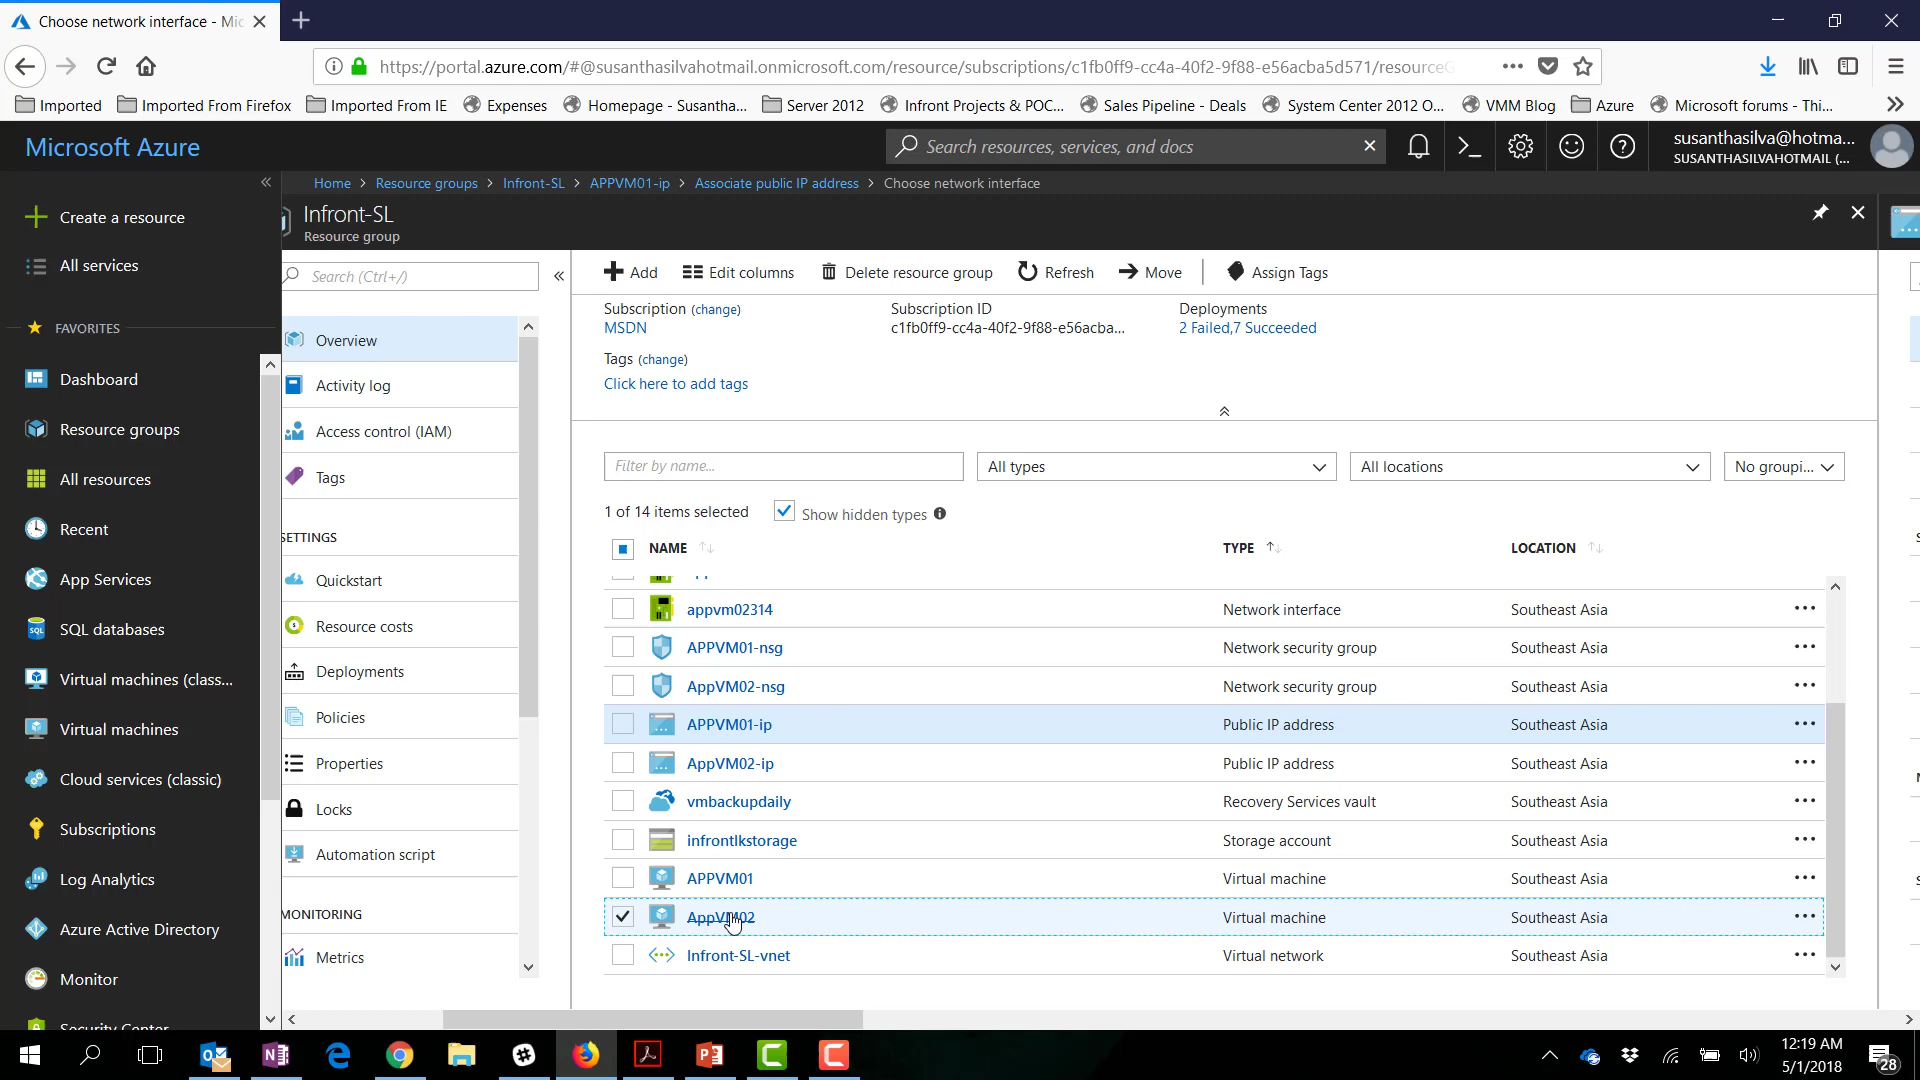 Choose network interface - Mic
https://portal.azure.com/#@susanthasilvahotmail.onmicrosoft.com/resource/subscriptions/c1fb0ff9-cc4a-40f2-9f88-e56acba5d571/resourceG
Imported Imported From Firefox Imported From IE Expenses Homepage - Susantha... Server 2012 Infront Projects & POC... Sales Pipeline - Deals System Center 2012 O... VMM Blog Azure Microsoft forums - Thi...
Microsoft Azure
Search resources, services, and docs
susanthasilva@hotma...
SUSANTHASILVAHOTMAIL (...
Home > Resource groups > Infront-SL > APPVM01-ip > Associate public IP address > Choose network interface
Create a resource
All services
FAVORITES
Dashboard
Resource groups
All resources
Recent
App Services
SQL databases
Virtual machines (class...
Virtual machines
Cloud services (classic)
Subscriptions
Log Analytics
Azure Active Directory
Monitor
Security Center
Infront-SL
Resource group
Search (Ctrl+/)
Overview
Activity log
Access control (IAM)
Tags
SETTINGS
Quickstart
Resource costs
Deployments
Policies
Properties
Locks
Automation script
MONITORING
Metrics
Add Edit columns Delete resource group Refresh Move Assign Tags
Subscription (change)
MSDN
Subscription ID
c1fb0ff9-cc4a-40f2-9f88-e56acba...
Deployments
2 Failed,7 Succeeded
Tags (change)
Click here to add tags
Filter by name... All types All locations No groupi...
1 of 14 items selected Show hidden types
NAME TYPE LOCATION
appvm02314 Network interface Southeast Asia
APPVM01-nsg Network security group Southeast Asia
AppVM02-nsg Network security group Southeast Asia
APPVM01-ip Public IP address Southeast Asia
AppVM02-ip Public IP address Southeast Asia
vmbackupdaily Recovery Services vault Southeast Asia
infrontlkstorage Storage account Southeast Asia
APPVM01 Virtual machine Southeast Asia
AppVM02 Virtual machine Southeast Asia
Infront-SL-vnet Virtual network Southeast Asia
12:19 AM
5/1/2018
28